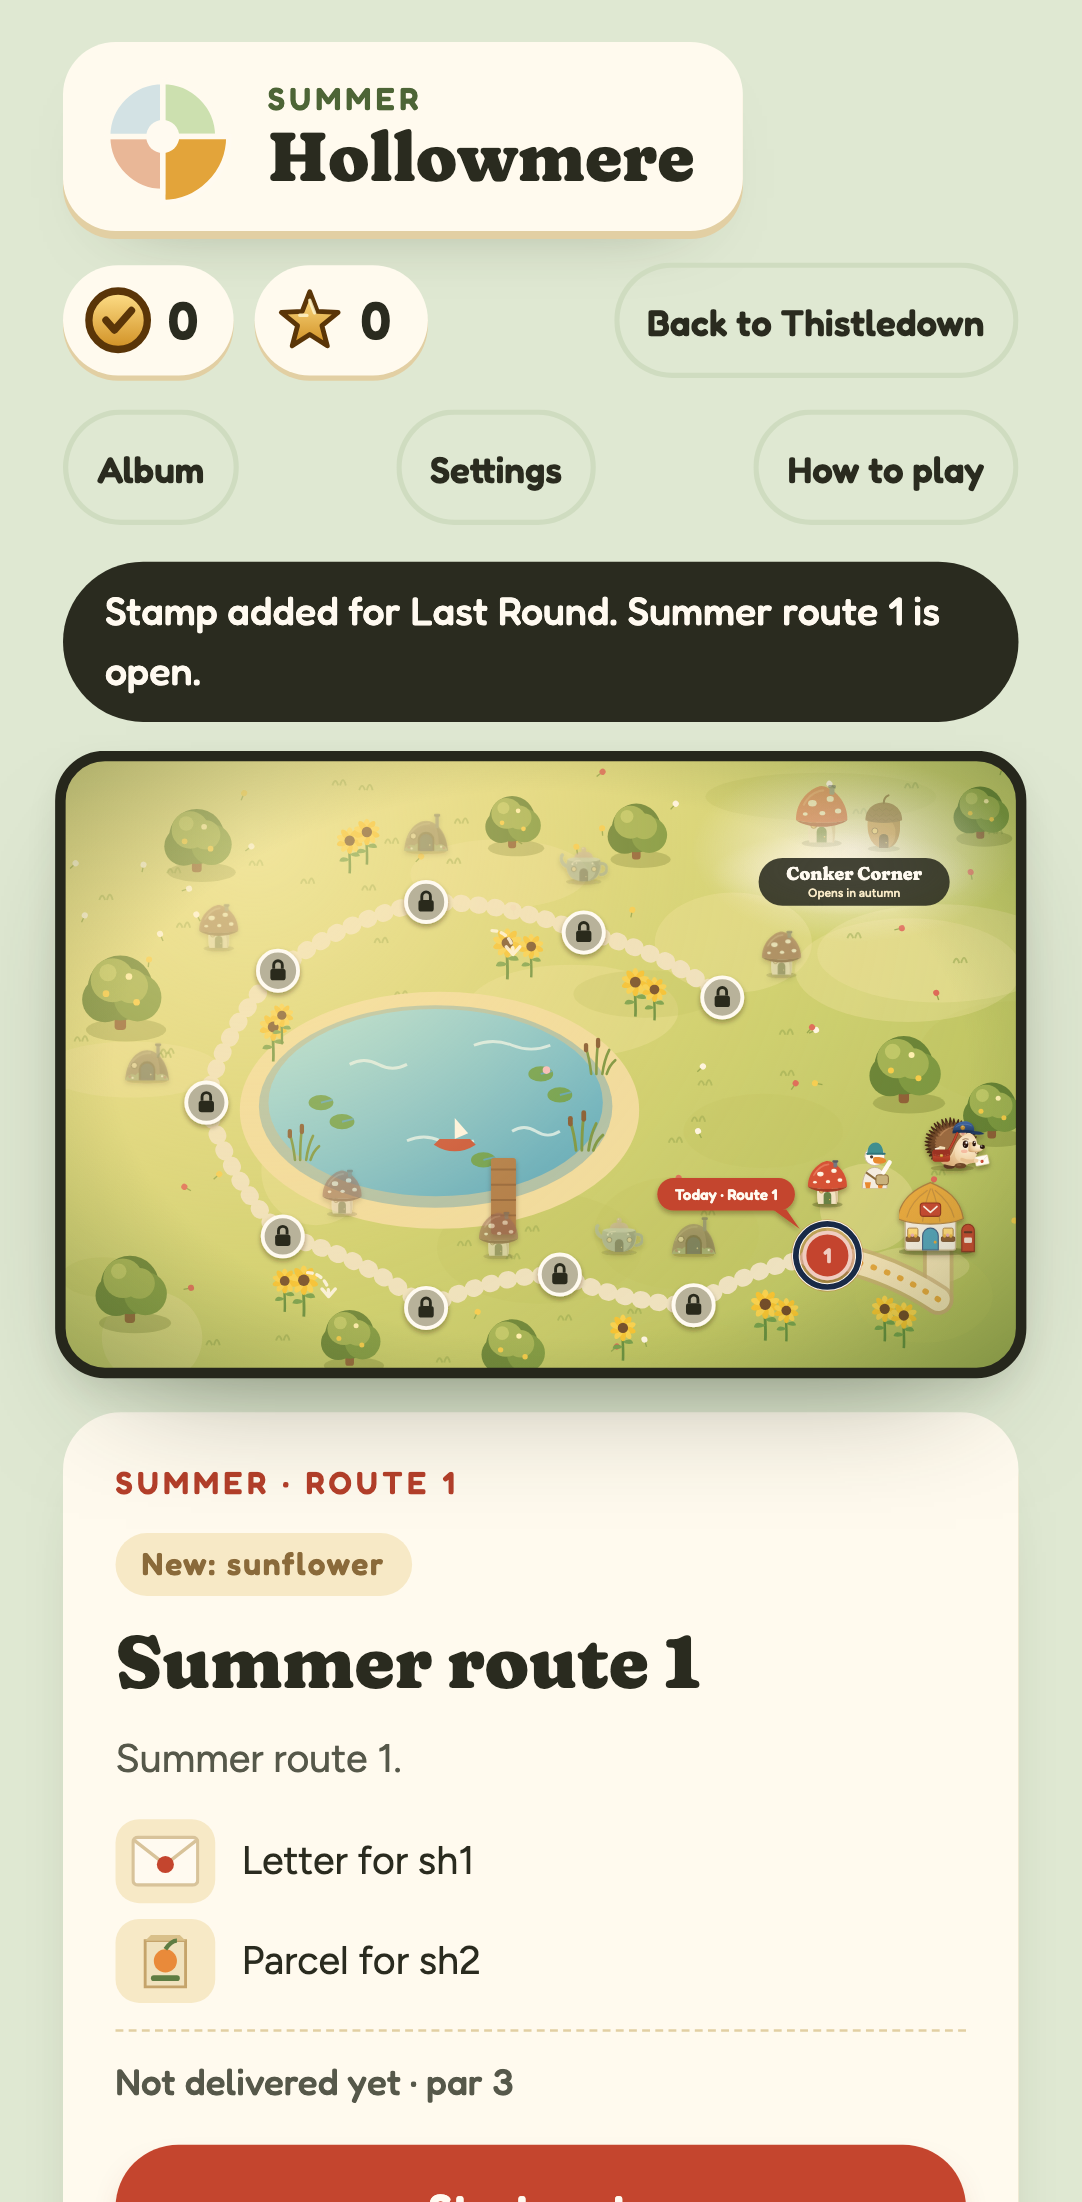 SUMMER
Hollowmere
0
0
Back to Thistledown
Album
Settings
How to play
Stamp added for Last Round. Summer route 1 is
open.
Conker Corner
Opens in autumn
Today · Route 1
1
SUMMER · ROUTE 1
New: sunflower
Summer route 1
Summer route 1.
Letter for sh1
Parcel for sh2
Not delivered yet · par 3